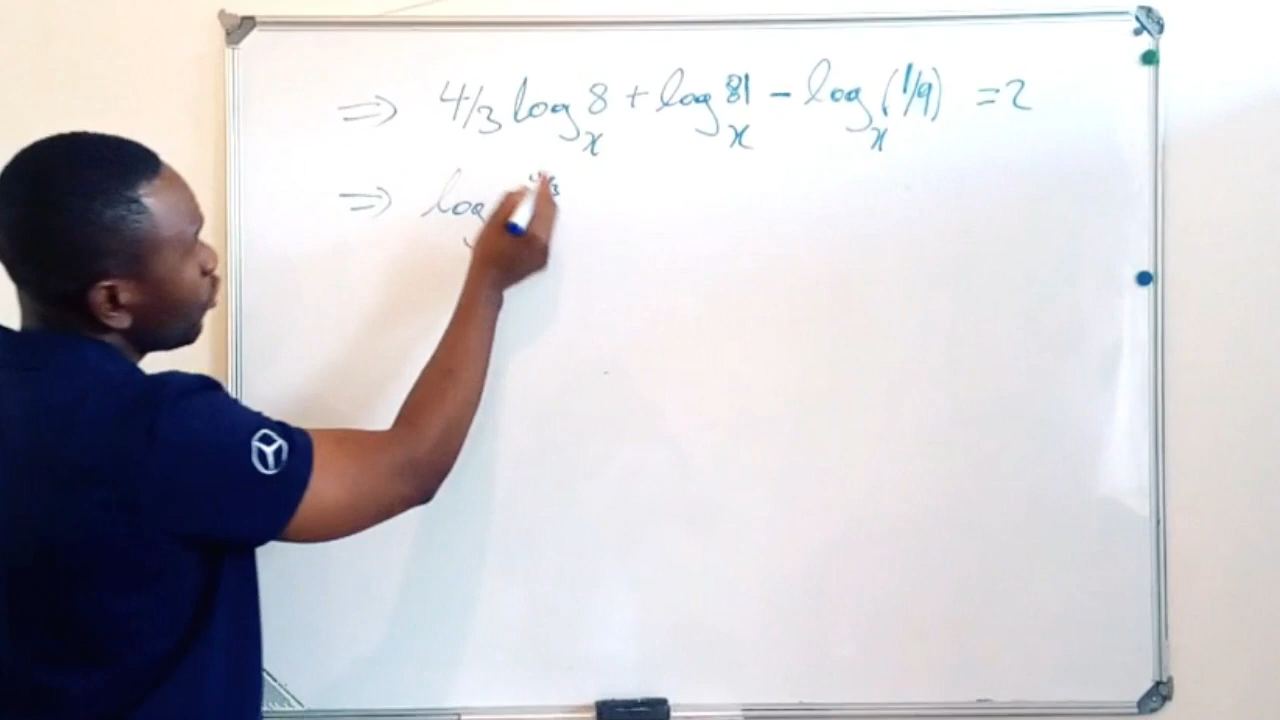 ⇒ 4/3 log_x 8 + log_x 81 - log_x (1/9) = 2
⇒ log